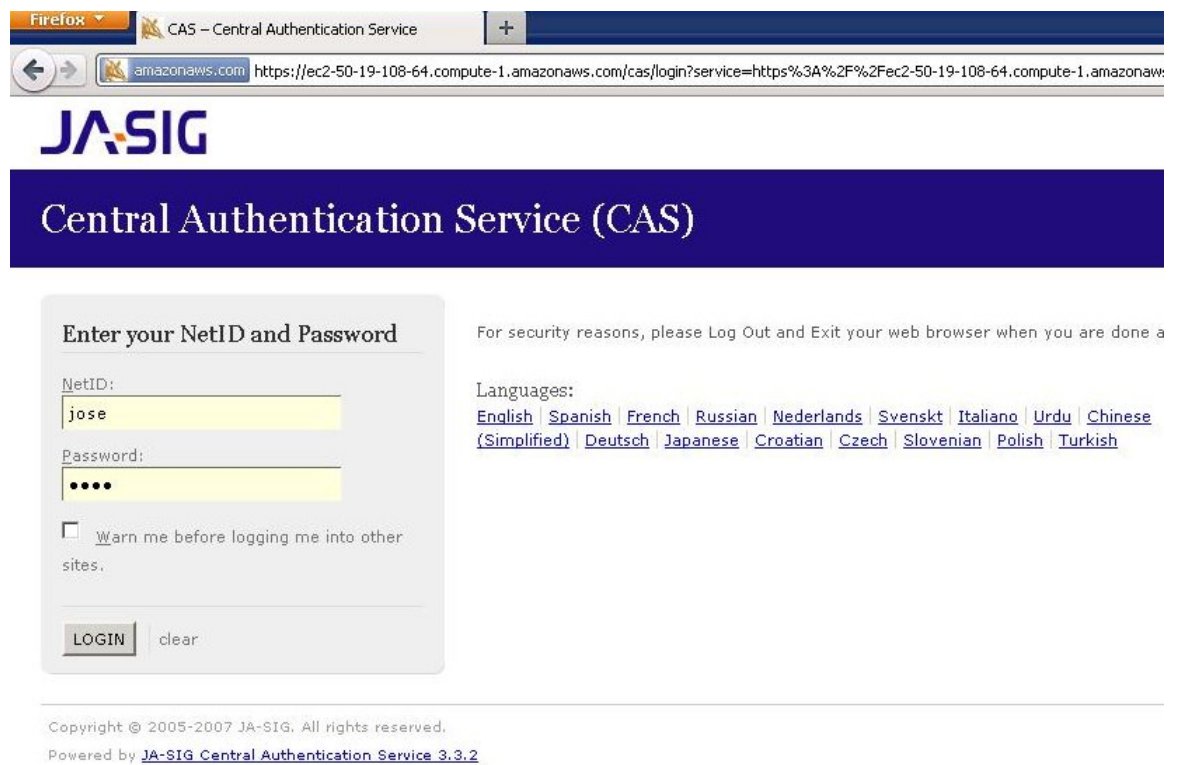 Firefox
CAS – Central Authentication Service
+
amazonaws.com https://ec2-50-19-108-64.compute-1.amazonaws.com/cas/login?service=https%3A%2F%2Fec2-50-19-108-64.compute-1.amazonaws
JA-SIG
Central Authentication Service (CAS)
Enter your NetID and Password
NetID:
jose
Password:
••••
Warn me before logging me into other
sites.
LOGIN clear
For security reasons, please Log Out and Exit your web browser when you are done a
Languages:
English | Spanish | French | Russian | Nederlands | Svenskt | Italiano | Urdu | Chinese
(Simplified) | Deutsch | Japanese | Croatian | Czech | Slovenian | Polish | Turkish
Copyright © 2005-2007 JA-SIG. All rights reserved.
Powered by JA-SIG Central Authentication Service 3.3.2